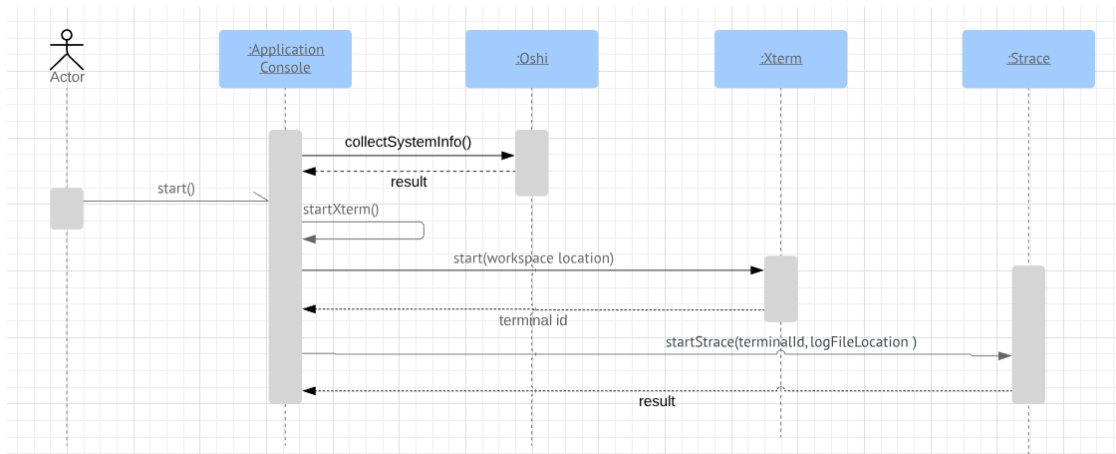 Actor
:Application
Console
:Oshi
:Xterm
:Strace
collectSystemInfo()
result
start()
startXterm()
start(workspace location)
terminal id
startStrace(terminalId, logFileLocation )
result